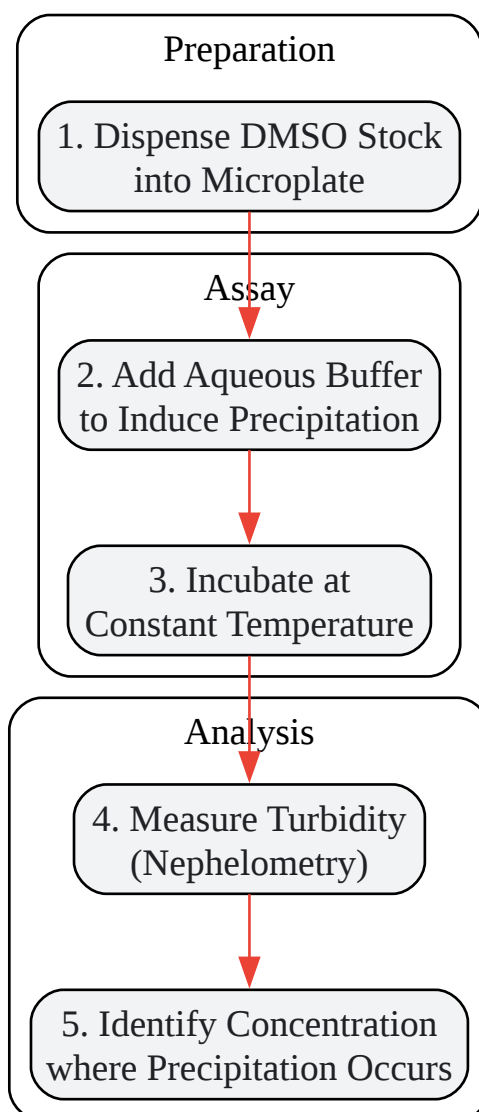 Preparation
1. Dispense DMSO Stock
into Microplate
Assay
2. Add Aqueous Buffer
to Induce Precipitation
3. Incubate at
Constant Temperature
Analysis
4. Measure Turbidity
(Nephelometry)
5. Identify Concentration
where Precipitation Occurs